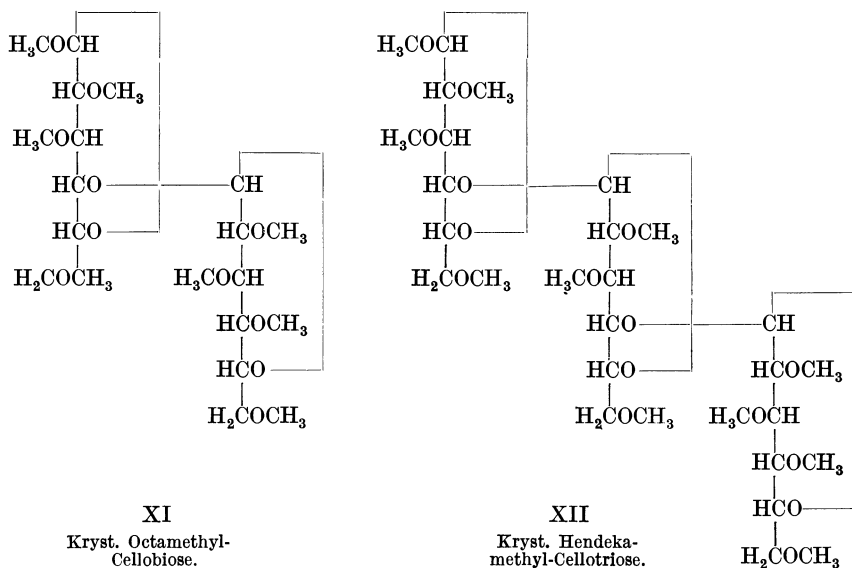 H₃COCH
HCOCH₃
H₃COCH
HCO CH
HCO HCOCH₃
H₂COCH₃ H₃COCH
HCOCH₃
HCO
H₂COCH₃
XI
Kryst. Octamethyl-
Cellobiose.
H₃COCH
HCOCH₃
H₃COCH
HCO CH
HCO HCOCH₃
H₂COCH₃ H₃COCH
HCO CH
HCO HCOCH₃
H₂COCH₃ H₃COCH
HCOCH₃
HCO
H₂COCH₃
XII
Kryst. Hendeka-
methyl-Cellotriose.